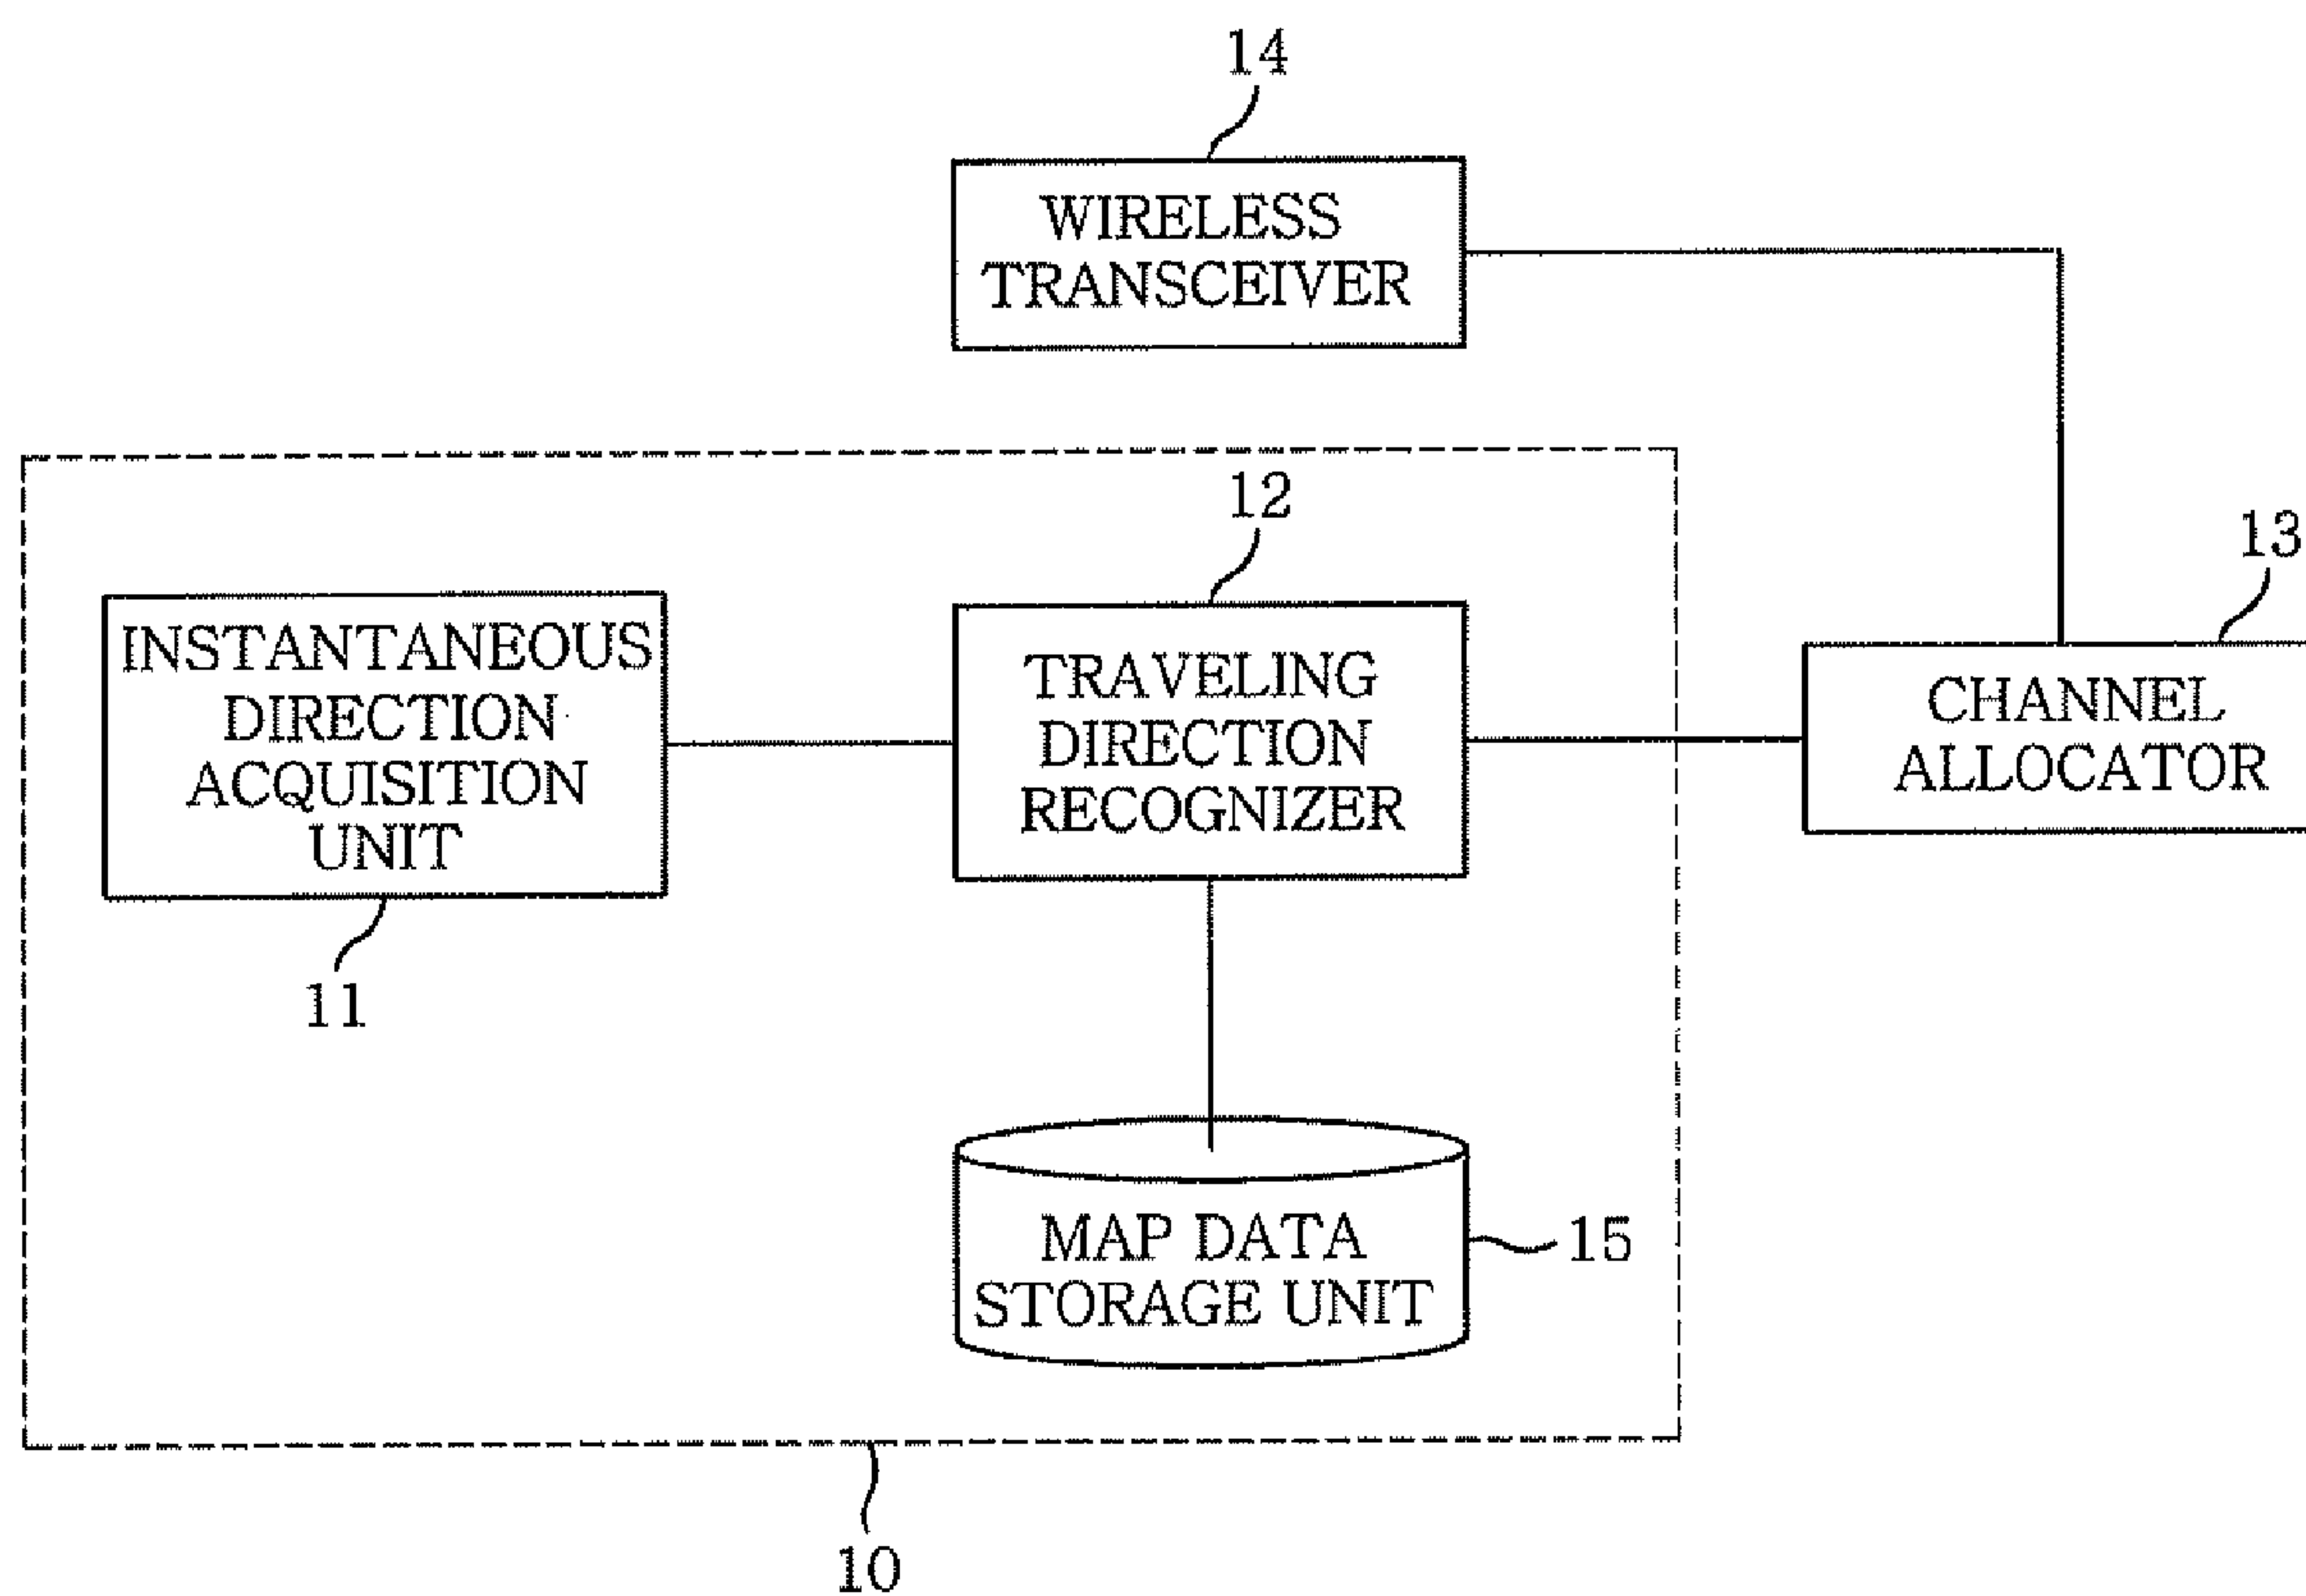 14
WIRELESS
TRANSCEIVER
12
13
INSTANTANEOUS
DIRECTION
ACQUISITION
UNIT
TRAVELING
DIRECTION
RECOGNIZER
CHANNEL
ALLOCATOR
11
MAP DATA
STORAGE UNIT
15
10